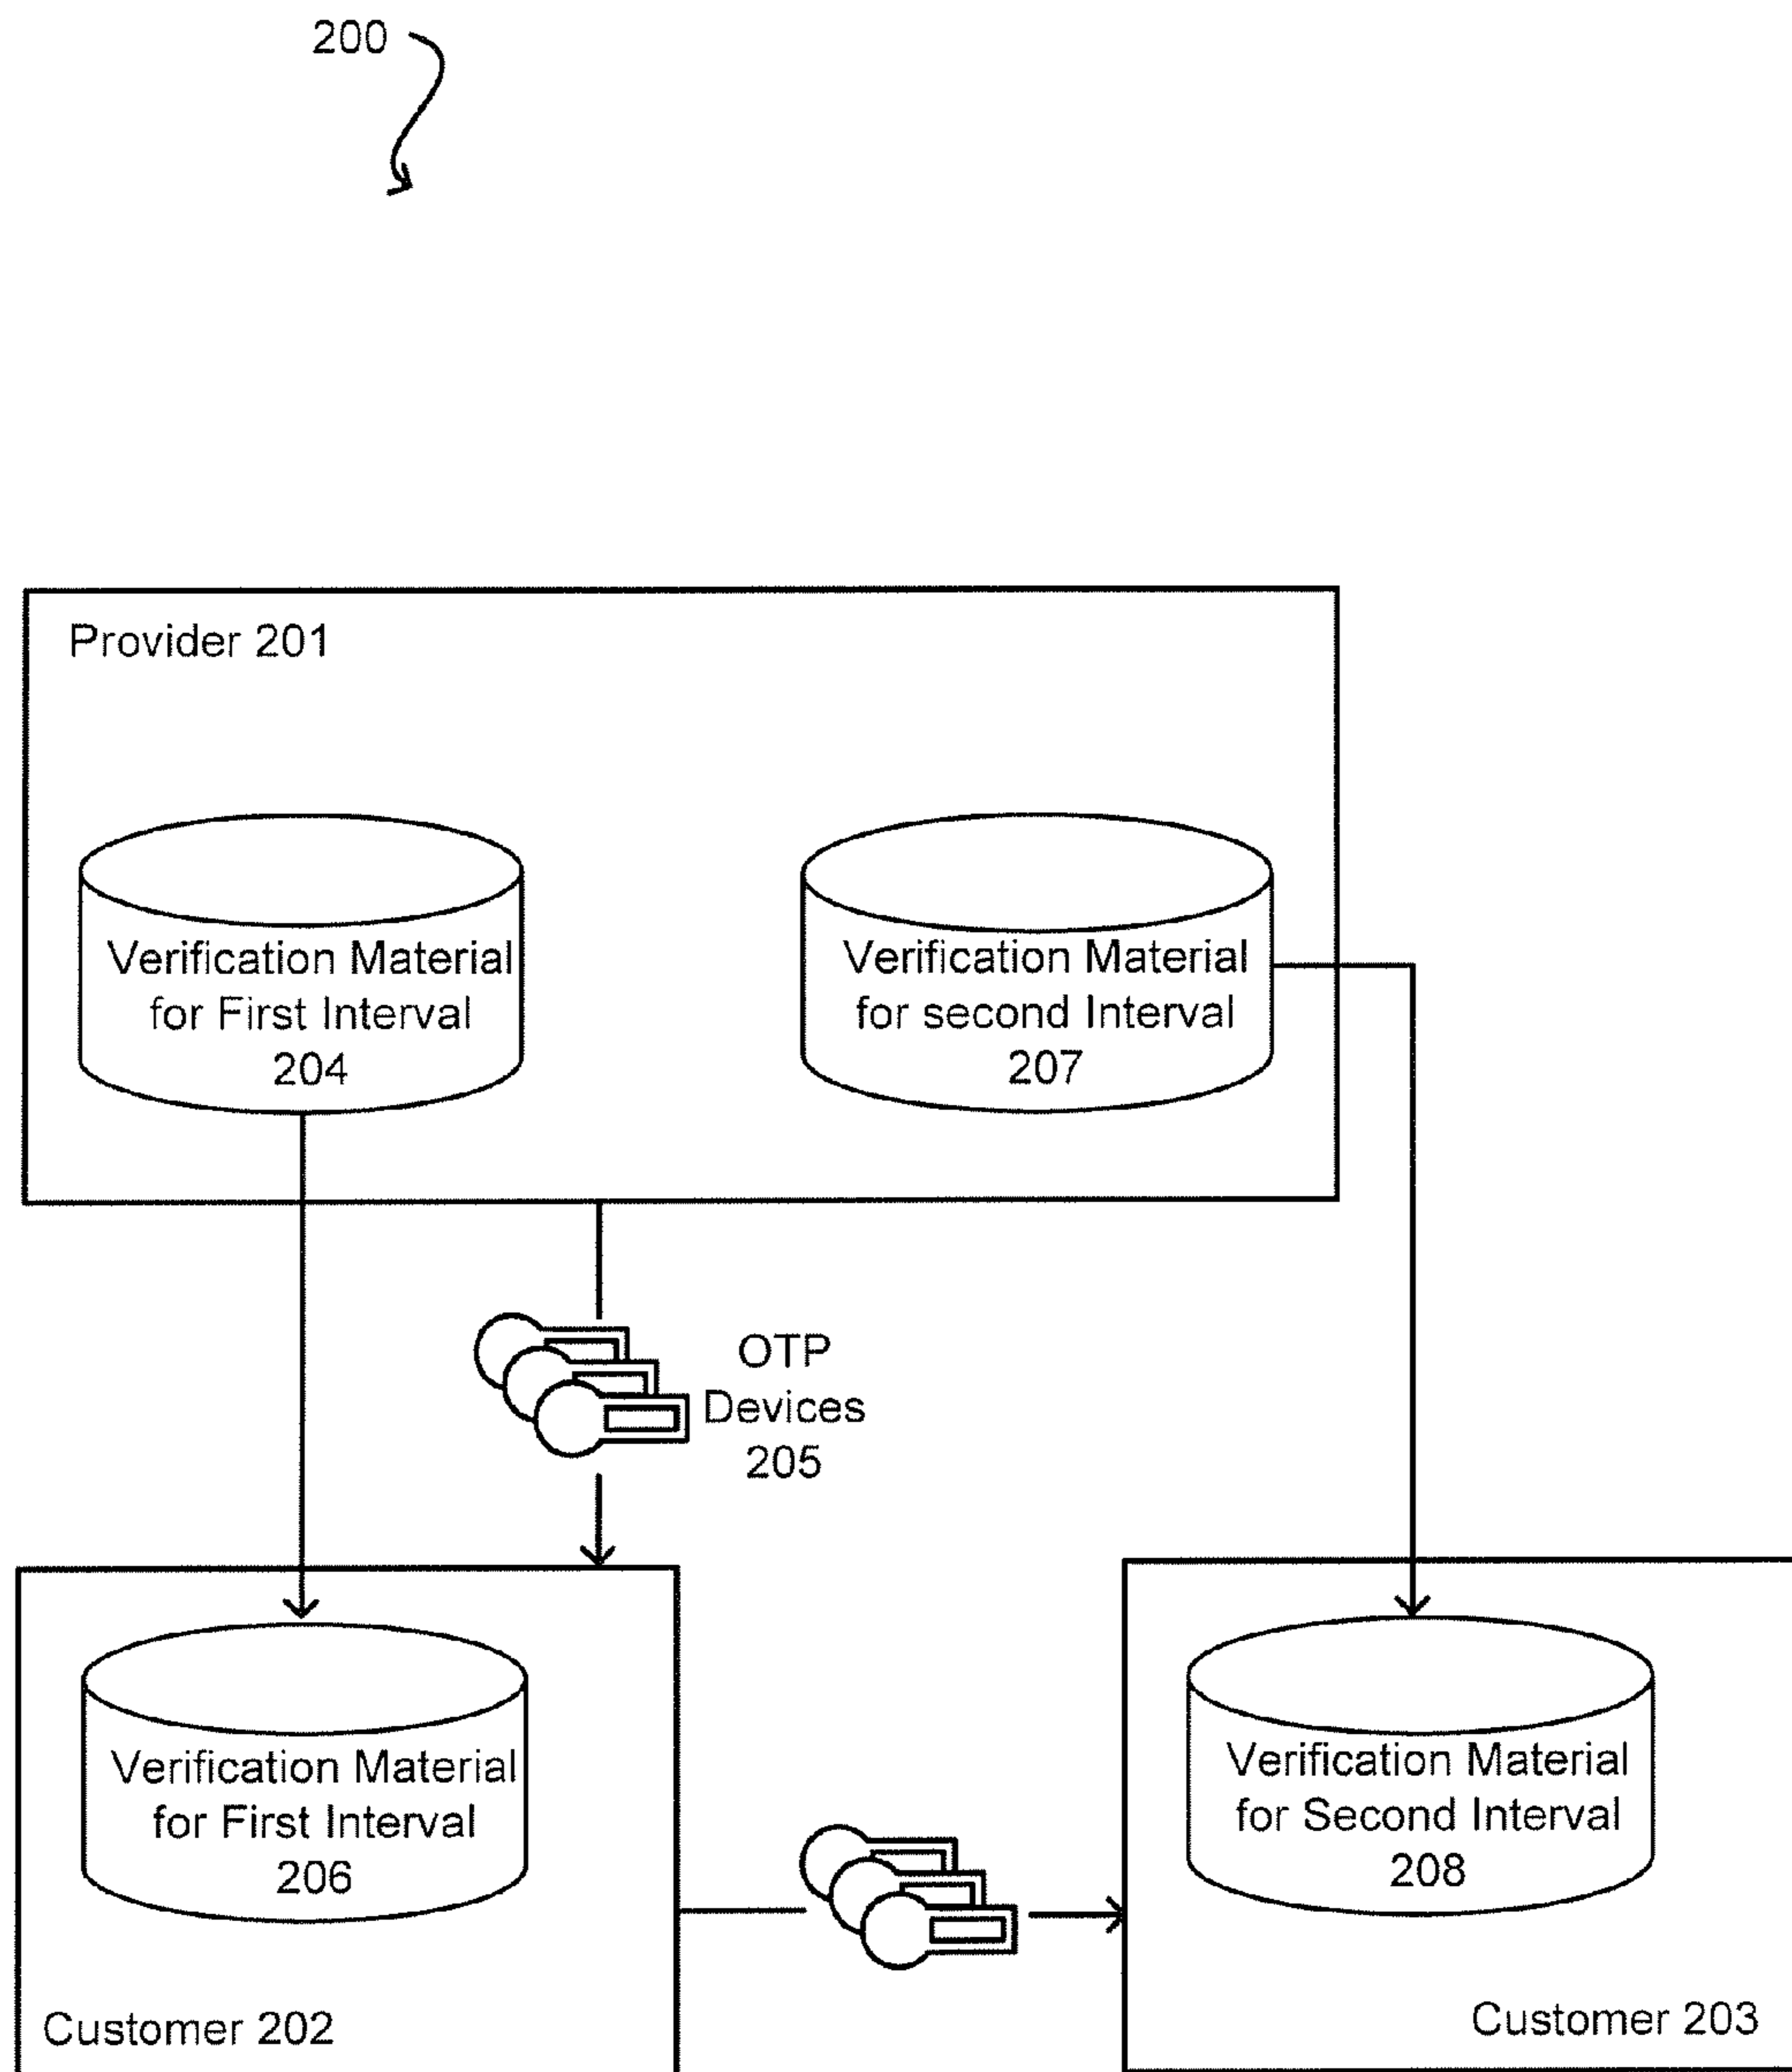 200
Provider 201
Verification Material
for First Interval
204
Verification Material
for second Interval
207
OTP
Devices
205
Verification Material
for First Interval
206
Verification Material
for Second Interval
208
Customer 202
Customer 203